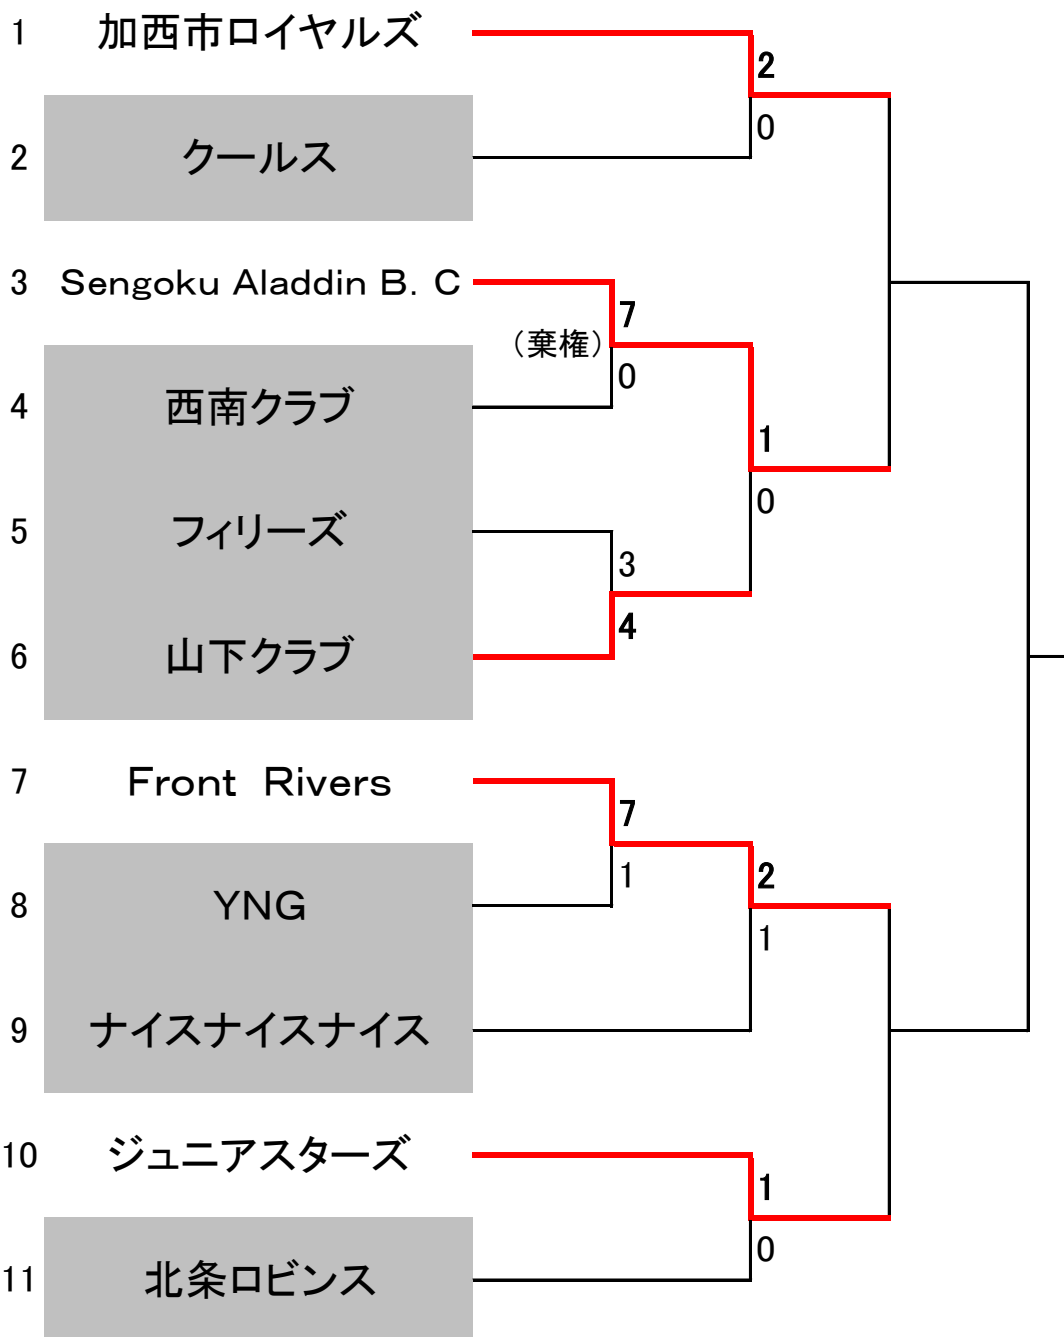 1 加西市ロイヤルズ
2
0
2 クールス
3 Sengoku Aladdin B. C
7
(棄権)
0
4 西南クラブ
1
0
5 フィリーズ
3
4
6 山下クラブ
7 Front Rivers
7
1
2
8 YNG
1
9 ナイスナイスナイス
10 ジュニアスターズ
1
0
11 北条ロビンス